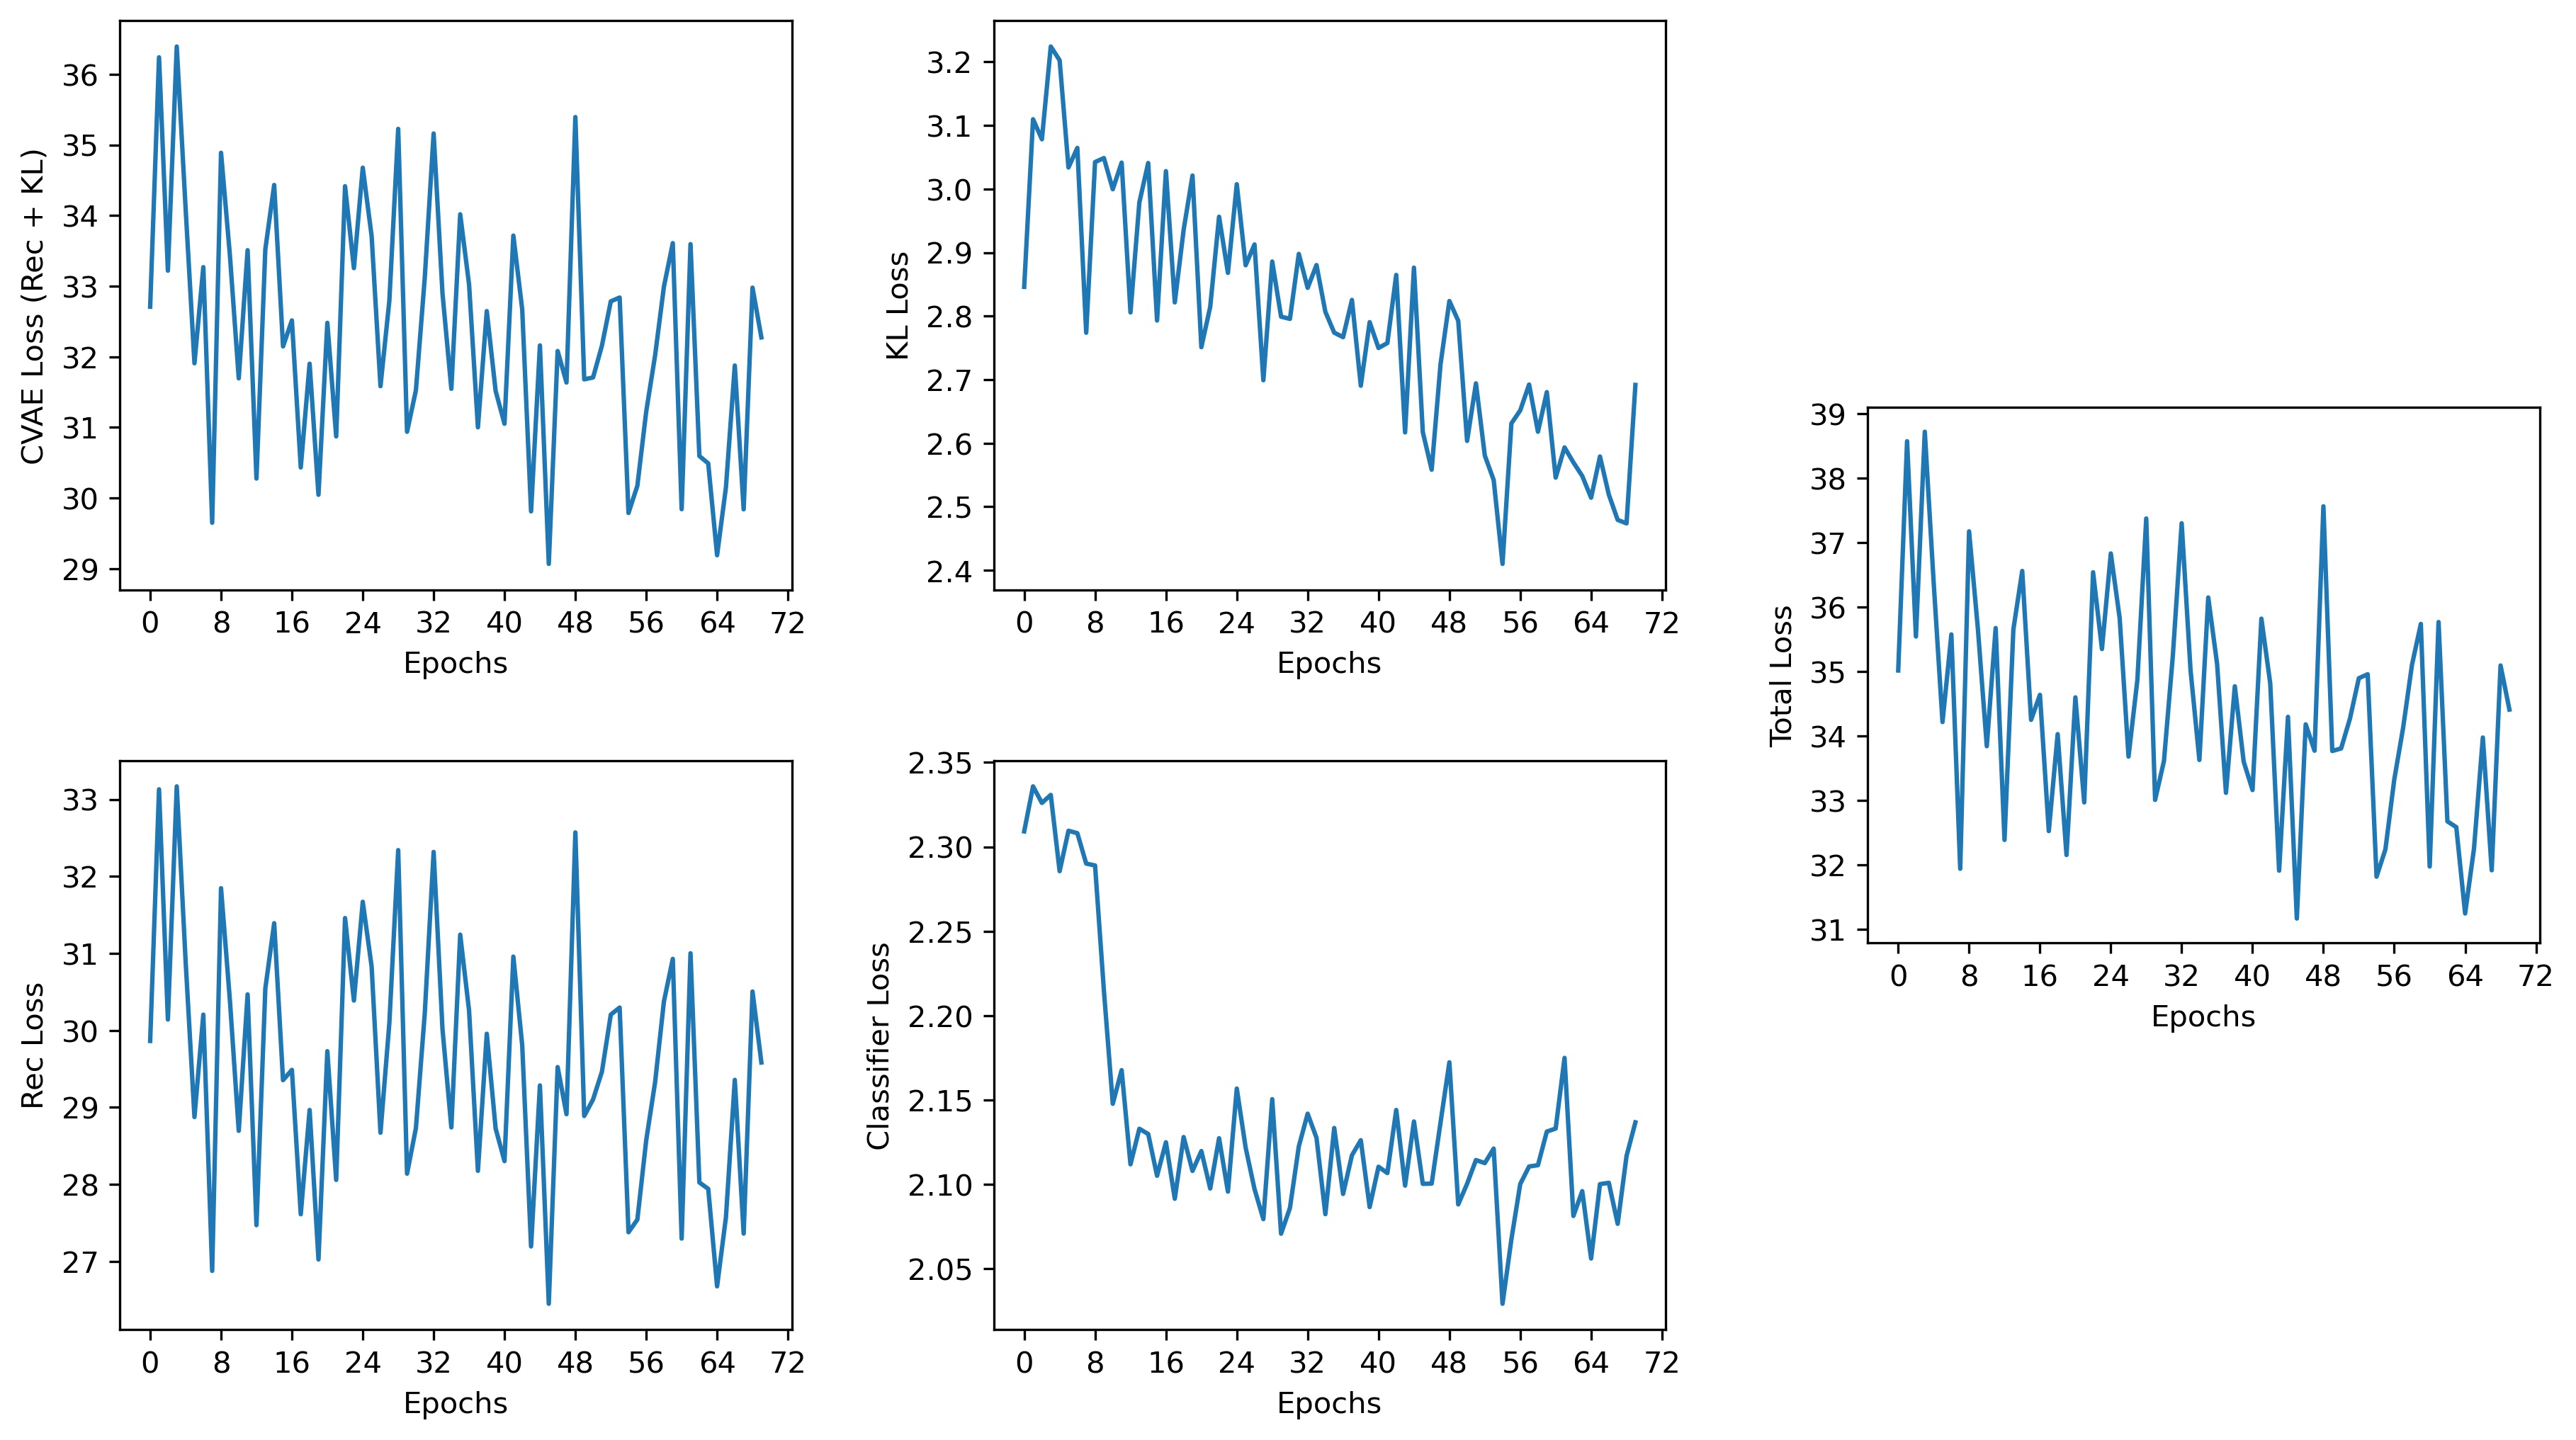 CVAE Loss (Rec + KL)
36
35
34
33
32
31
30
29
0 8 16 24 32 40 48 56 64 72
Epochs
KL Loss
3.2
3.1
3.0
2.9
2.8
2.7
2.6
2.5
2.4
0 8 16 24 32 40 48 56 64 72
Epochs
Rec Loss
33
32
31
30
29
28
27
0 8 16 24 32 40 48 56 64 72
Epochs
Classifier Loss
2.35
2.30
2.25
2.20
2.15
2.10
2.05
0 8 16 24 32 40 48 56 64 72
Epochs
Total Loss
39
38
37
36
35
34
33
32
31
0 8 16 24 32 40 48 56 64 72
Epochs